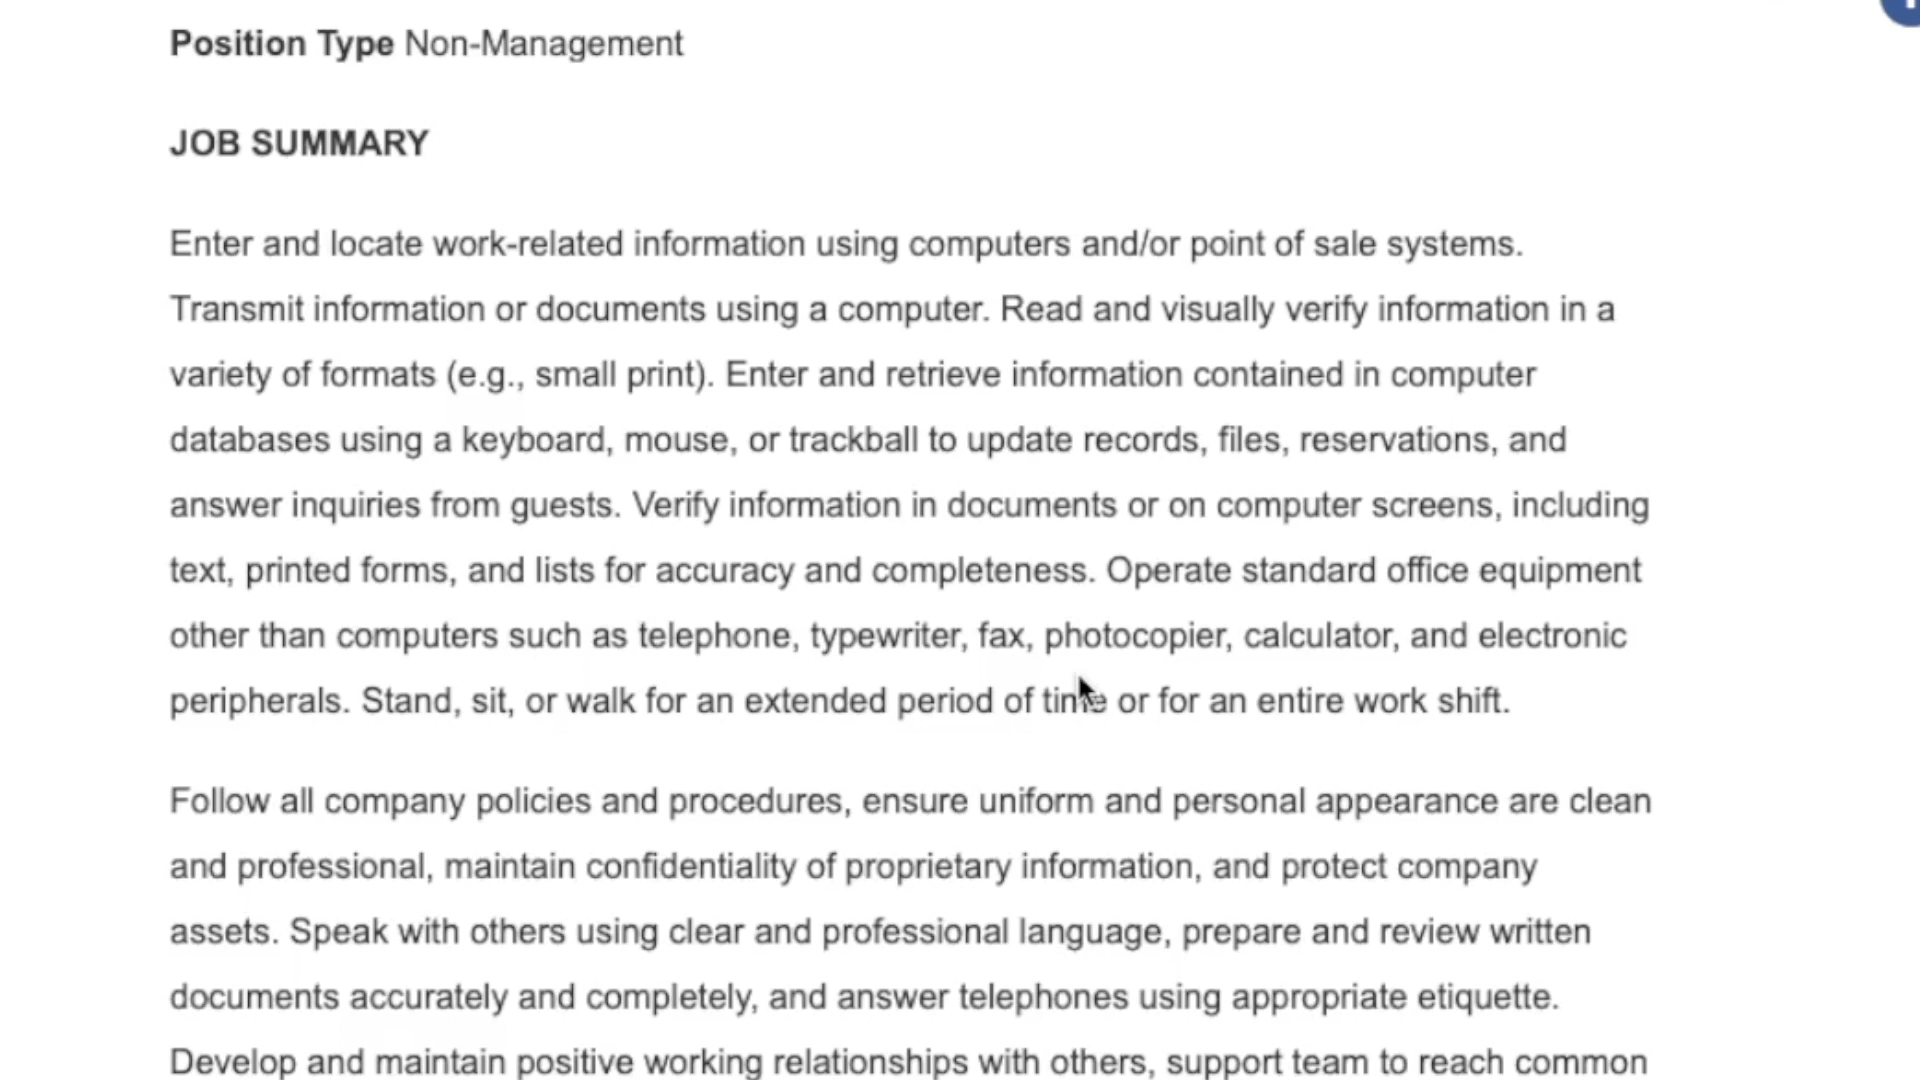 Position Type Non-Management
JOB SUMMARY
Enter and locate work-related information using computers and/or point of sale systems.
Transmit information or documents using a computer. Read and visually verify information in a
variety of formats (e.g., small print). Enter and retrieve information contained in computer
databases using a keyboard, mouse, or trackball to update records, files, reservations, and
answer inquiries from guests. Verify information in documents or on computer screens, including
text, printed forms, and lists for accuracy and completeness. Operate standard office equipment
other than computers such as telephone, typewriter, fax, photocopier, calculator, and electronic
peripherals. Stand, sit, or walk for an extended period of time or for an entire work shift.
Follow all company policies and procedures, ensure uniform and personal appearance are clean
and professional, maintain confidentiality of proprietary information, and protect company
assets. Speak with others using clear and professional language, prepare and review written
documents accurately and completely, and answer telephones using appropriate etiquette.
Develop and maintain positive working relationships with others, support team to reach common